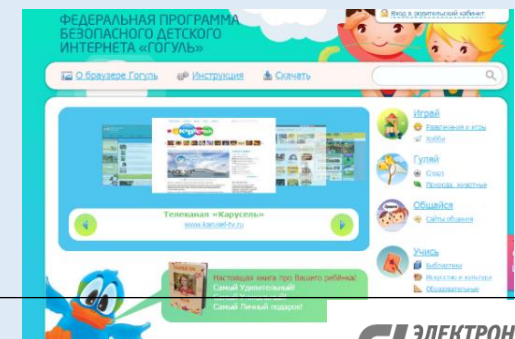 ФЕДЕРАЛЬНАЯ ПРОГРАММА
БЕЗОПАСНОГО ДЕТСКОГО
ИНТЕРНЕТА «ГОГУЛЬ»
Вход в родительский кабинет
О браузере Гогуль
Инструкция
Скачать
Играй
Развлечения и игры
Хобби
Гуляй
Спорт
Природа, животные
Общайся
Сайты общения
Учись
Библиотеки
Искусство и культура
Образовательные
Телеканал «Карусель»
www.karusel-tv.ru
Настоящая книга про Вашего ребёнка!
Самый Удивительный!
Самый Личный подарок!
ЭЛЕКТРОН